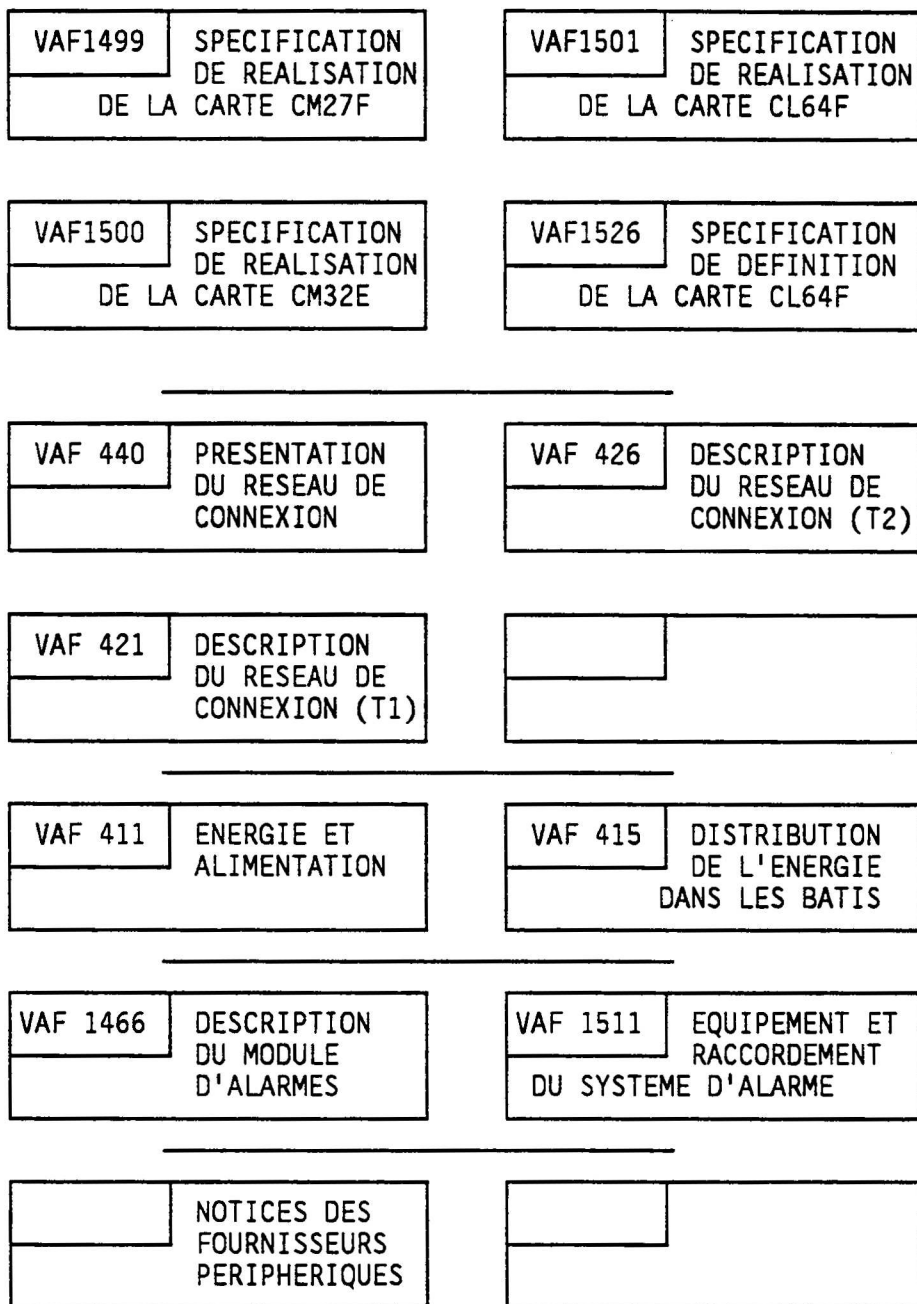 VAF1499 SPECIFICATION
DE REALISATION
DE LA CARTE CM27F
VAF1501 SPECIFICATION
DE REALISATION
DE LA CARTE CL64F
VAF1500 SPECIFICATION
DE REALISATION
DE LA CARTE CM32E
VAF1526 SPECIFICATION
DE DEFINITION
DE LA CARTE CL64F
VAF 440 PRESENTATION
DU RESEAU DE
CONNEXION
VAF 426 DESCRIPTION
DU RESEAU DE
CONNEXION (T2)
VAF 421 DESCRIPTION
DU RESEAU DE
CONNEXION (T1)
VAF 411 ENERGIE ET
ALIMENTATION
VAF 415 DISTRIBUTION
DE L'ENERGIE
DANS LES BATIS
VAF 1466 DESCRIPTION
DU MODULE
D'ALARMES
VAF 1511 EQUIPEMENT ET
RACCORDEMENT
DU SYSTEME D'ALARME
NOTICES DES
FOURNISSEURS
PERIPHERIQUES